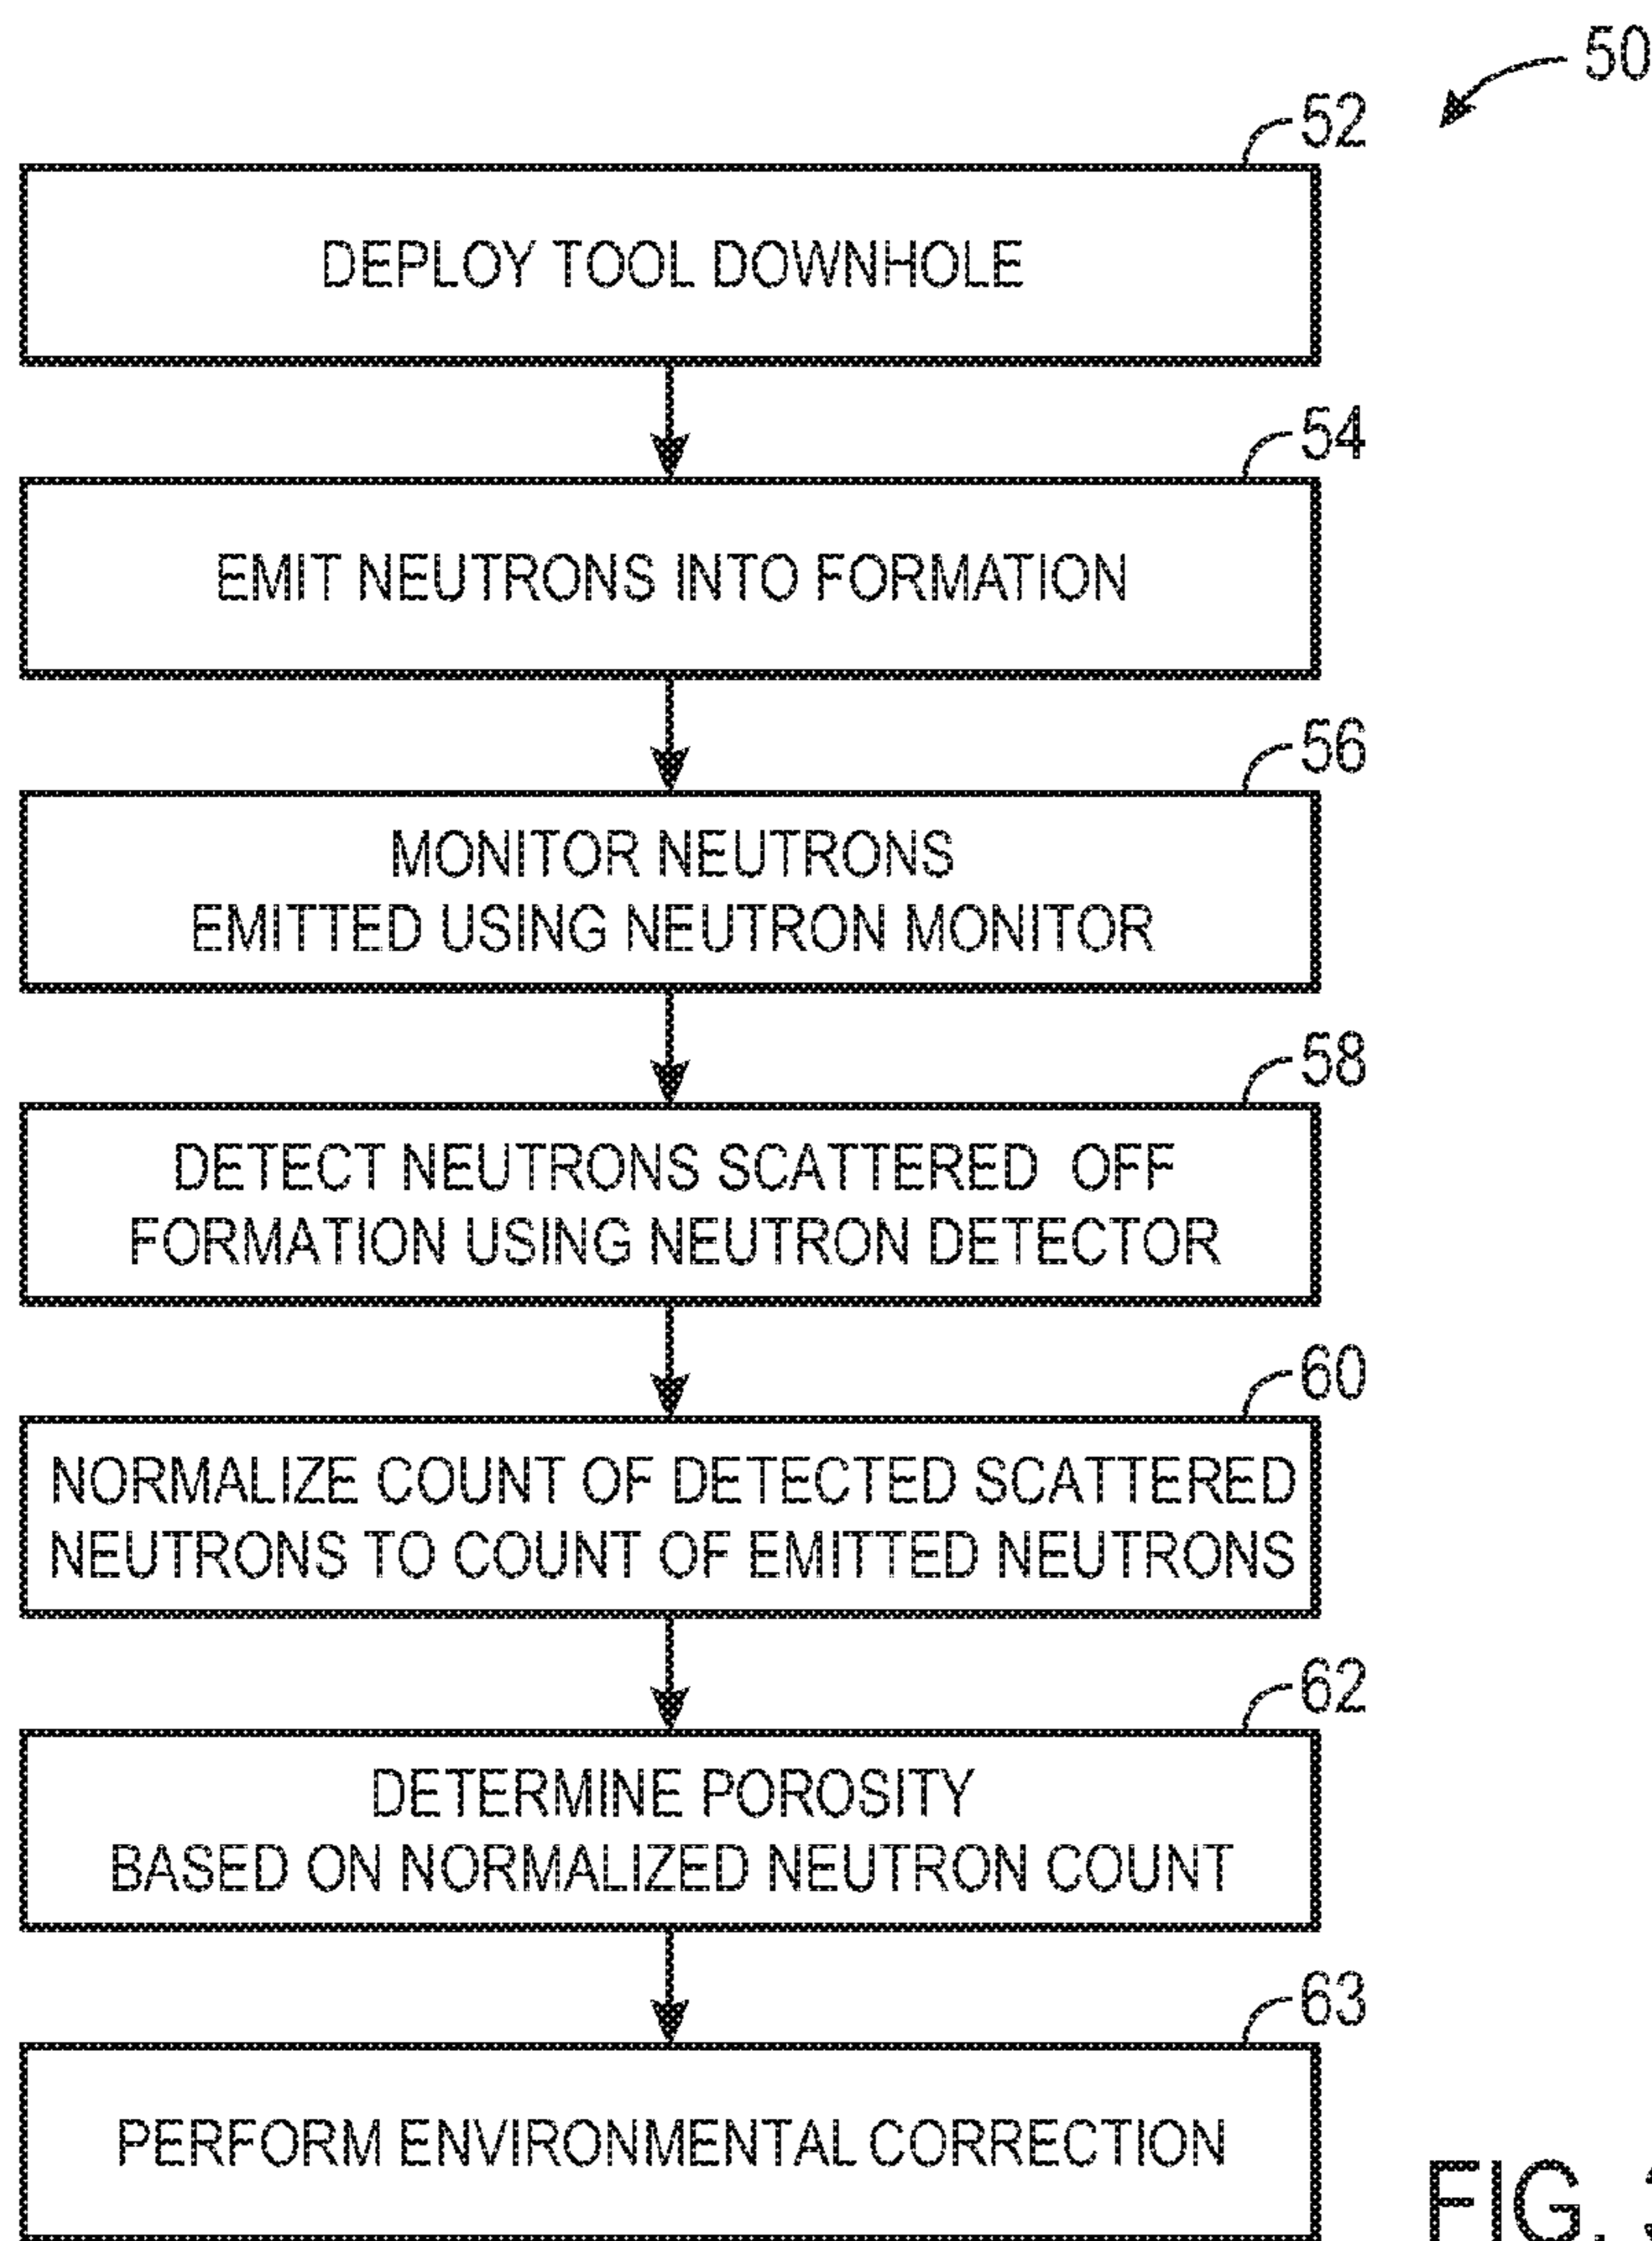 50
52
DEPLOY TOOL DOWNHOLE
54
EMIT NEUTRONS INTO FORMATION
56
MONITOR NEUTRONS
EMITTED USING NEUTRON MONITOR
58
DETECT NEUTRONS SCATTERED OFF
FORMATION USING NEUTRON DETECTOR
60
NORMALIZE COUNT OF DETECTED SCATTERED
NEUTRONS TO COUNT OF EMITTED NEUTRONS
62
DETERMINE POROSITY
BASED ON NORMALIZED NEUTRON COUNT
63
PERFORM ENVIRONMENTAL CORRECTION
FIG.